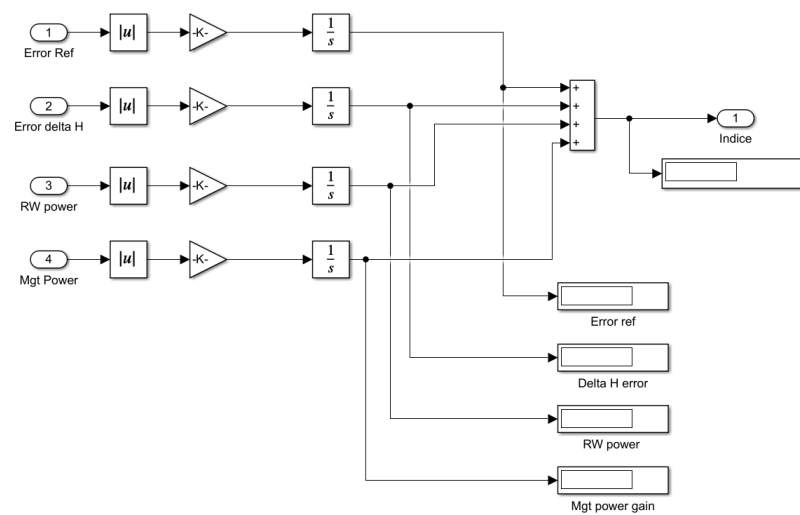 1 |u| -K- 1/s
Error Ref
2 |u| -K- 1/s
Error delta H
3 |u| -K- 1/s
RW power
4 |u| -K- 1/s
Mgt Power
+
+
+
+
1
Indice
Error ref
Delta H error
RW power
Mgt power gain